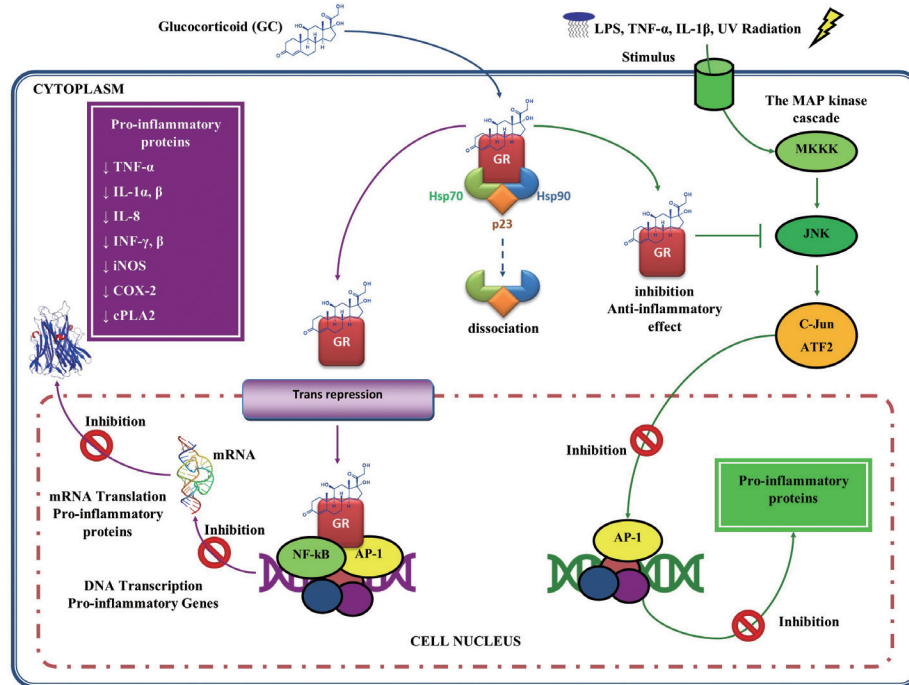 Glucocorticoid (GC)
LPS, TNF-α, IL-1β, UV Radiation
Stimulus
CYTOPLASM
The MAP kinase
cascade
MKKK
JNK
C-Jun
ATF2
Pro-inflammatory
proteins
↓ TNF-α
↓ IL-1α, β
↓ IL-8
↓ INF-γ, β
↓ iNOS
↓ COX-2
↓ cPLA2
GR
Hsp70
Hsp90
p23
dissociation
GR
inhibition
Anti-inflammatory
effect
GR
Trans repression
Inhibition
mRNA
mRNA Translation
Pro-inflammatory
proteins
Inhibition
DNA Transcription
Pro-inflammatory Genes
GR
NF-kB
AP-1
Inhibition
AP-1
Pro-inflammatory
proteins
Inhibition
CELL NUCLEUS